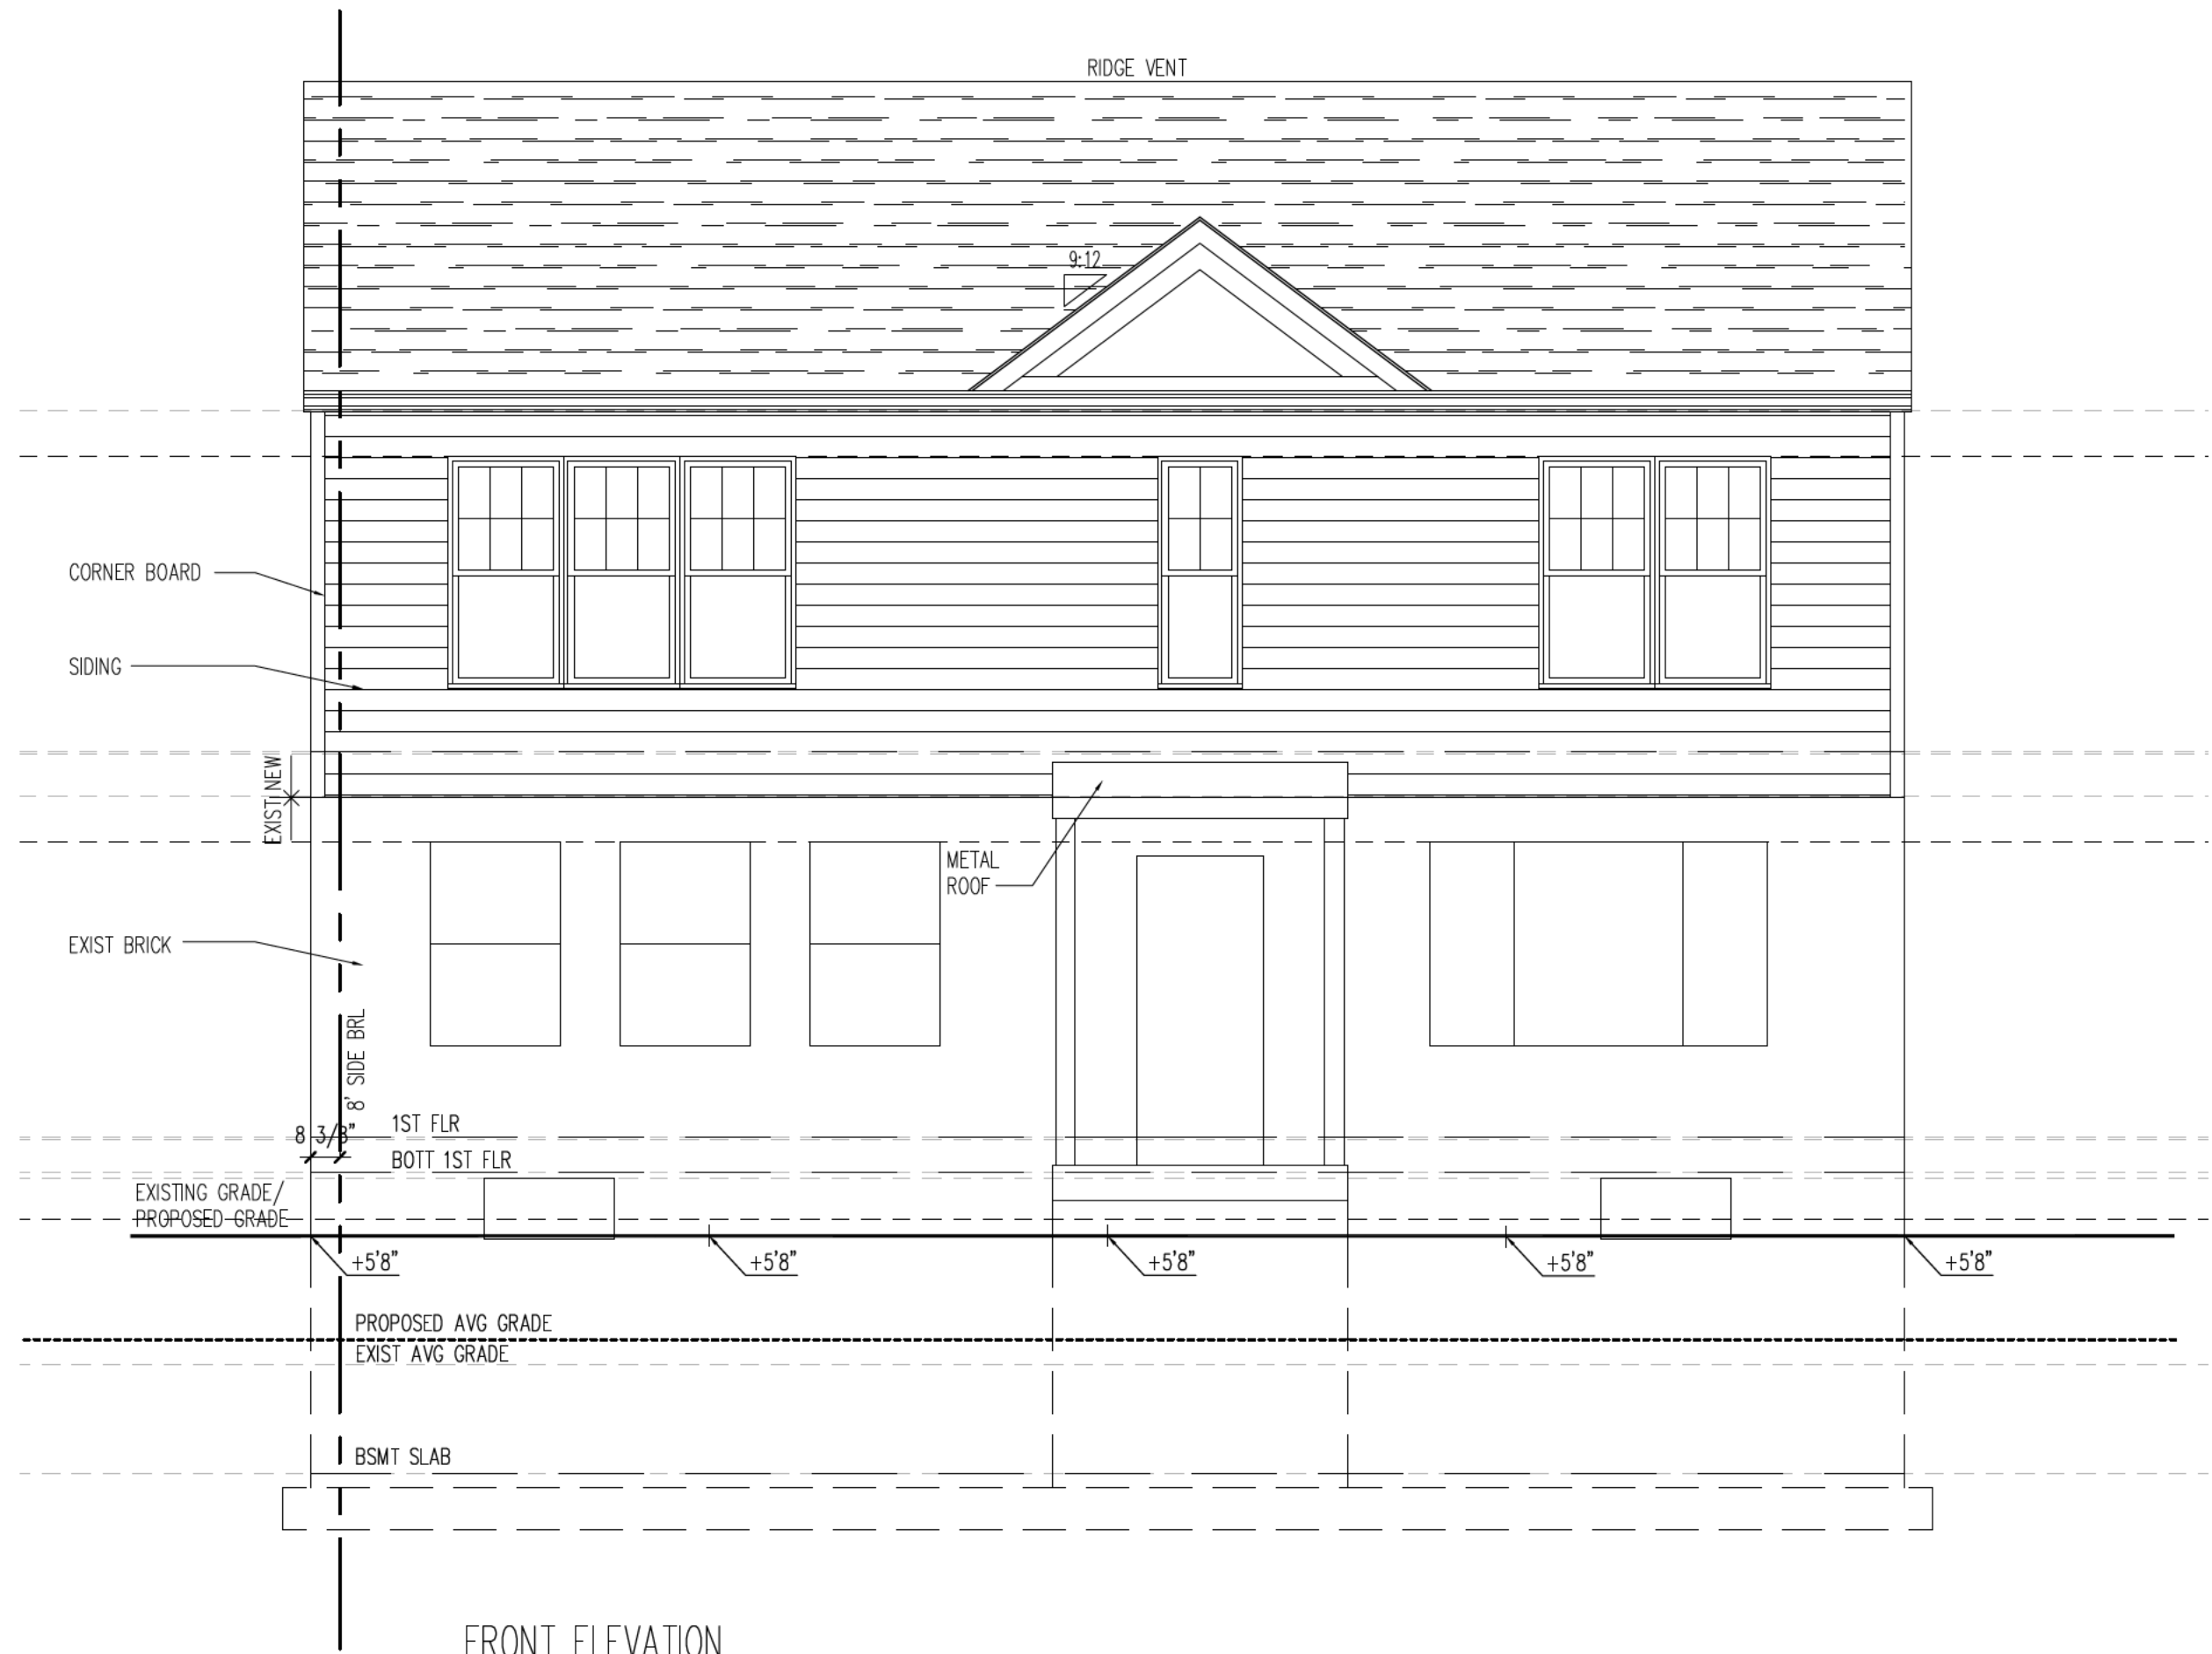 RIDGE VENT
9:12
CORNER BOARD
SIDING
NEW
EXIST
METAL
ROOF
EXIST BRICK
8' SIDE BRL
1ST FLR
8 3/8"
BOTT 1ST FLR
EXISTING GRADE/
PROPOSED GRADE
+5'8"
+5'8"
+5'8"
+5'8"
+5'8"
PROPOSED AVG GRADE
EXIST AVG GRADE
BSMT SLAB
FRONT ELEVATION